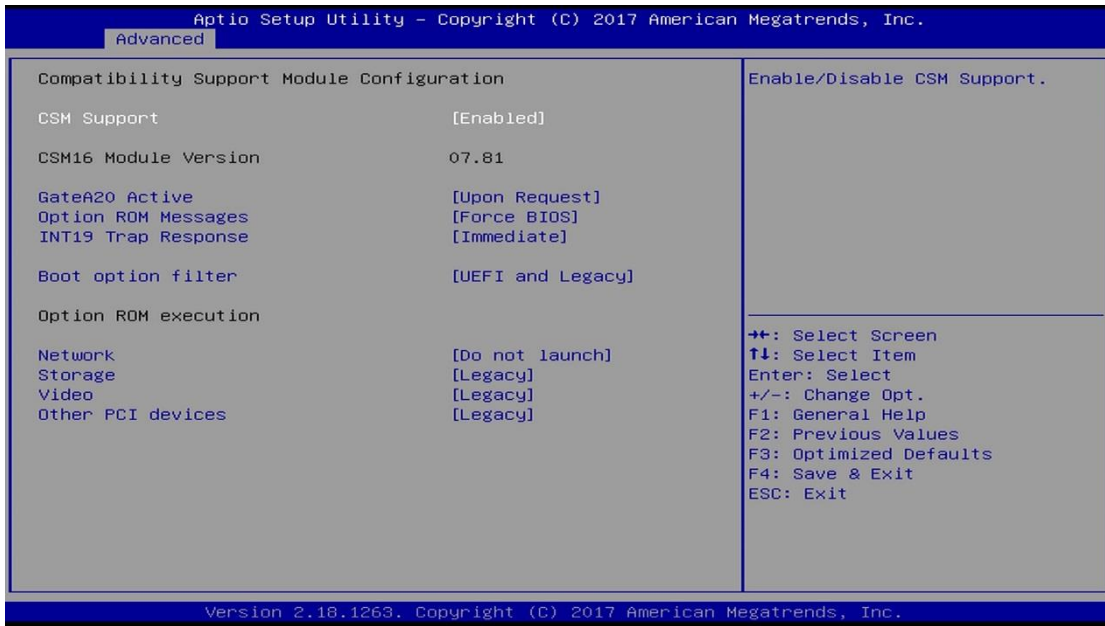 Aptio Setup Utility – Copyright (C) 2017 American Megatrends, Inc.
Advanced
Compatibility Support Module Configuration
CSM Support [Enabled]
CSM16 Module Version 07.81
GateA20 Active [Upon Request]
Option ROM Messages [Force BIOS]
INT19 Trap Response [Immediate]
Boot option filter [UEFI and Legacy]
Option ROM execution
Network [Do not launch]
Storage [Legacy]
Video [Legacy]
Other PCI devices [Legacy]
Enable/Disable CSM Support.
→←: Select Screen
↑↓: Select Item
Enter: Select
+/-: Change Opt.
F1: General Help
F2: Previous Values
F3: Optimized Defaults
F4: Save & Exit
ESC: Exit
Version 2.18.1263. Copyright (C) 2017 American Megatrends, Inc.